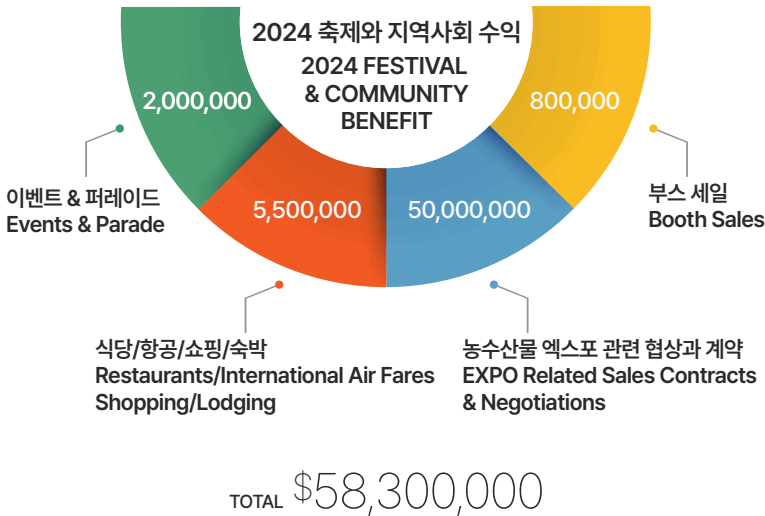 2024 축제와 지역사회 수익
2024 FESTIVAL
& COMMUNITY
BENEFIT
2,000,000
800,000
5,500,000
50,000,000
이벤트 & 퍼레이드
Events & Parade
부스 세일
Booth Sales
식당/항공/쇼핑/숙박
Restaurants/International Air Fares
Shopping/Lodging
농수산물 엑스포 관련 협상과 계약
EXPO Related Sales Contracts
& Negotiations
TOTAL $58,300,000